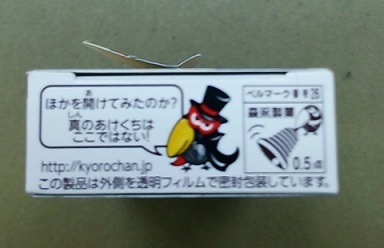 ほかを開けてみたのか?
真のあけくちは
ここではない!
http://kyorochan.jp
ベルマーク番号26
森永製菓
0.5点
この製品は外側を透明フィルムで密封包装しています。